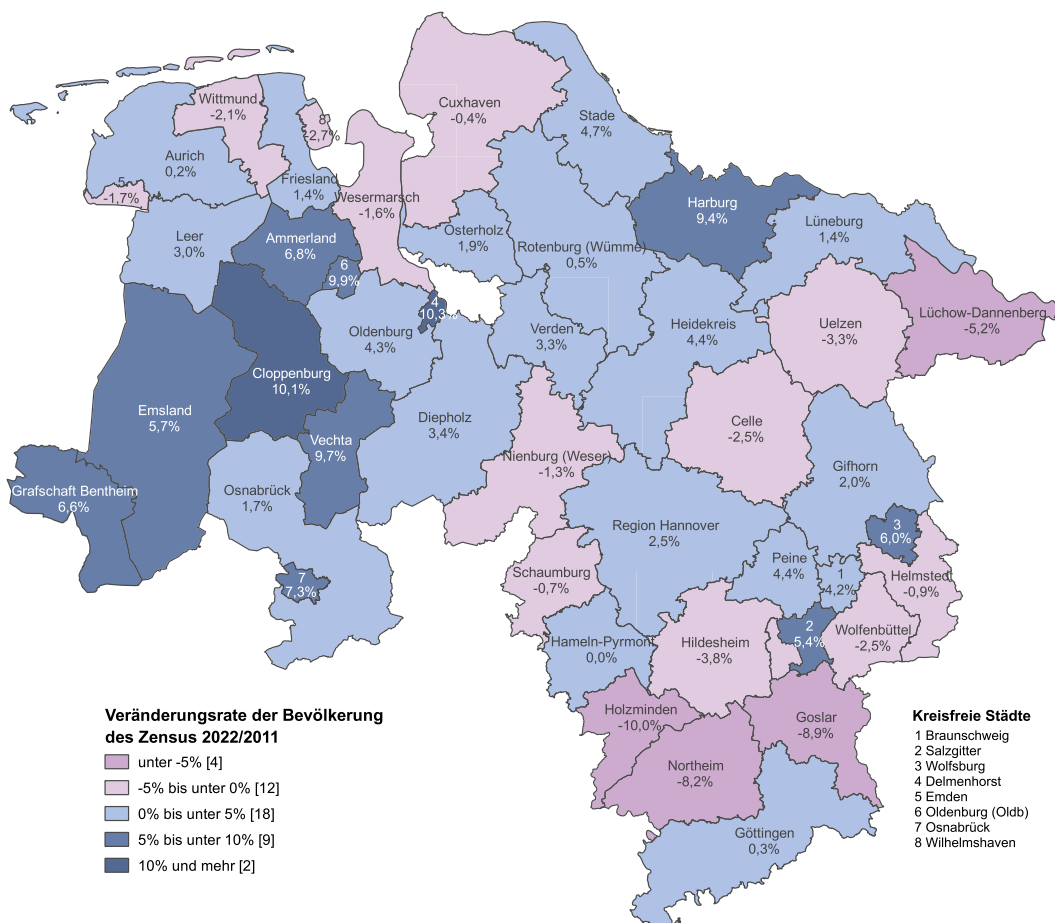 Cuxhaven
-0,4%
Wittmund
-2,1%
8
-2,7%
Stade
4,7%
Aurich
0,2%
Friesland
1,4%
5
-1,7%
Wesermarsch
-1,6%
Harburg
9,4%
Lüneburg
1,4%
Leer
3,0%
Ammerland
6,8%
6
9,9%
Osterholz
1,9%
Rotenburg (Wümme)
0,5%
4
10,3%
Oldenburg
4,3%
Verden
3,3%
Heidekreis
4,4%
Uelzen
-3,3%
Lüchow-Dannenberg
-5,2%
Cloppenburg
10,1%
Emsland
5,7%
Diepholz
3,4%
Celle
-2,5%
Vechta
9,7%
Nienburg (Weser)
-1,3%
Gifhorn
2,0%
Grafschaft Bentheim
6,6%
Osnabrück
1,7%
Region Hannover
2,5%
3
6,0%
Schaumburg
-0,7%
Peine
4,4%
1
4,2%
Helmsted
-0,9%
7
7,3%
Hameln-Pyrmont
0,0%
Hildesheim
-3,8%
2
5,4%
Wolfenbüttel
-2,5%
Holzminden
-10,0%
Goslar
-8,9%
Northeim
-8,2%
Göttingen
0,3%
Veränderungsrate der Bevölkerung
des Zensus 2022/2011
unter -5% [4]
-5% bis unter 0% [12]
0% bis unter 5% [18]
5% bis unter 10% [9]
10% und mehr [2]
Kreisfreie Städte
1 Braunschweig
2 Salzgitter
3 Wolfsburg
4 Delmenhorst
5 Emden
6 Oldenburg (Oldb)
7 Osnabrück
8 Wilhelmshaven